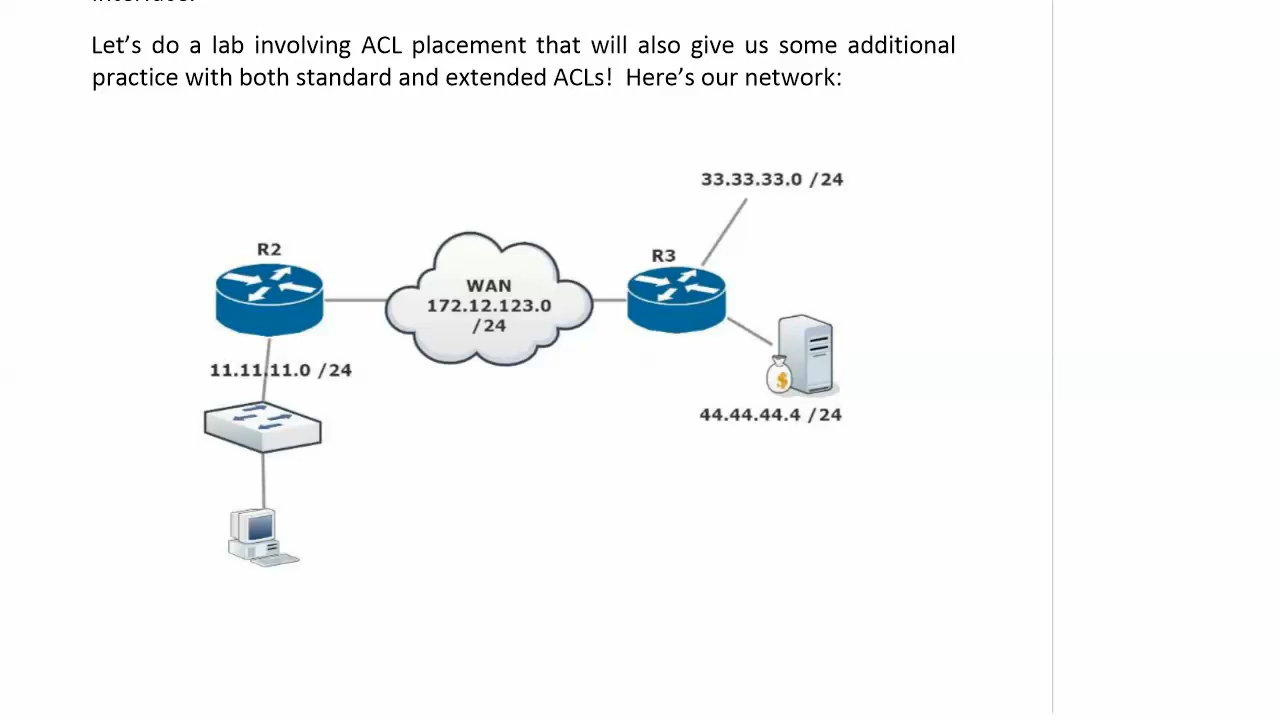 Let’s do a lab involving ACL placement that will also give us some additional
practice with both standard and extended ACLs!  Here’s our network:
33.33.33.0 /24
R2
R3
WAN
172.12.123.0
/24
11.11.11.0 /24
$
44.44.44.4 /24